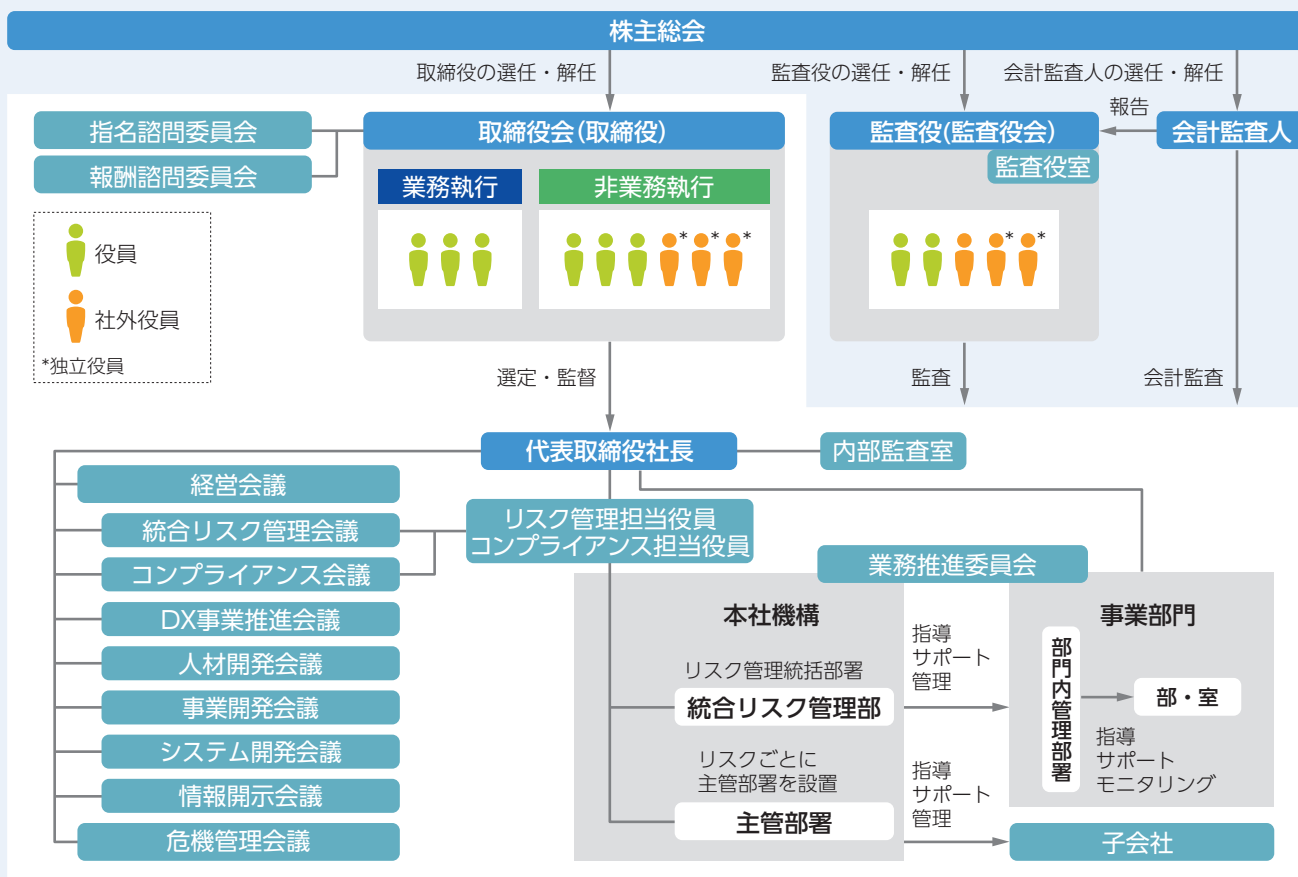 株主総会
取締役の選任・解任
監査役の選任・解任
会計監査人の選任・解任
指名諮問委員会
報酬諮問委員会
取締役会(取締役)
業務執行
非業務執行
* * *
監査役(監査役会)
監査役室
* *
報告
会計監査人
役員
社外役員
*独立役員
選定・監督
監査
会計監査
代表取締役社長
内部監査室
経営会議
統合リスク管理会議
コンプライアンス会議
DX事業推進会議
人材開発会議
事業開発会議
システム開発会議
情報開示会議
危機管理会議
リスク管理担当役員
コンプライアンス担当役員
業務推進委員会
本社機構
リスク管理統括部署
統合リスク管理部
リスクごとに
主管部署を設置
主管部署
指導
サポート
管理
指導
サポート
管理
事業部門
部門内管理部署
部・室
指導
サポート
モニタリング
子会社